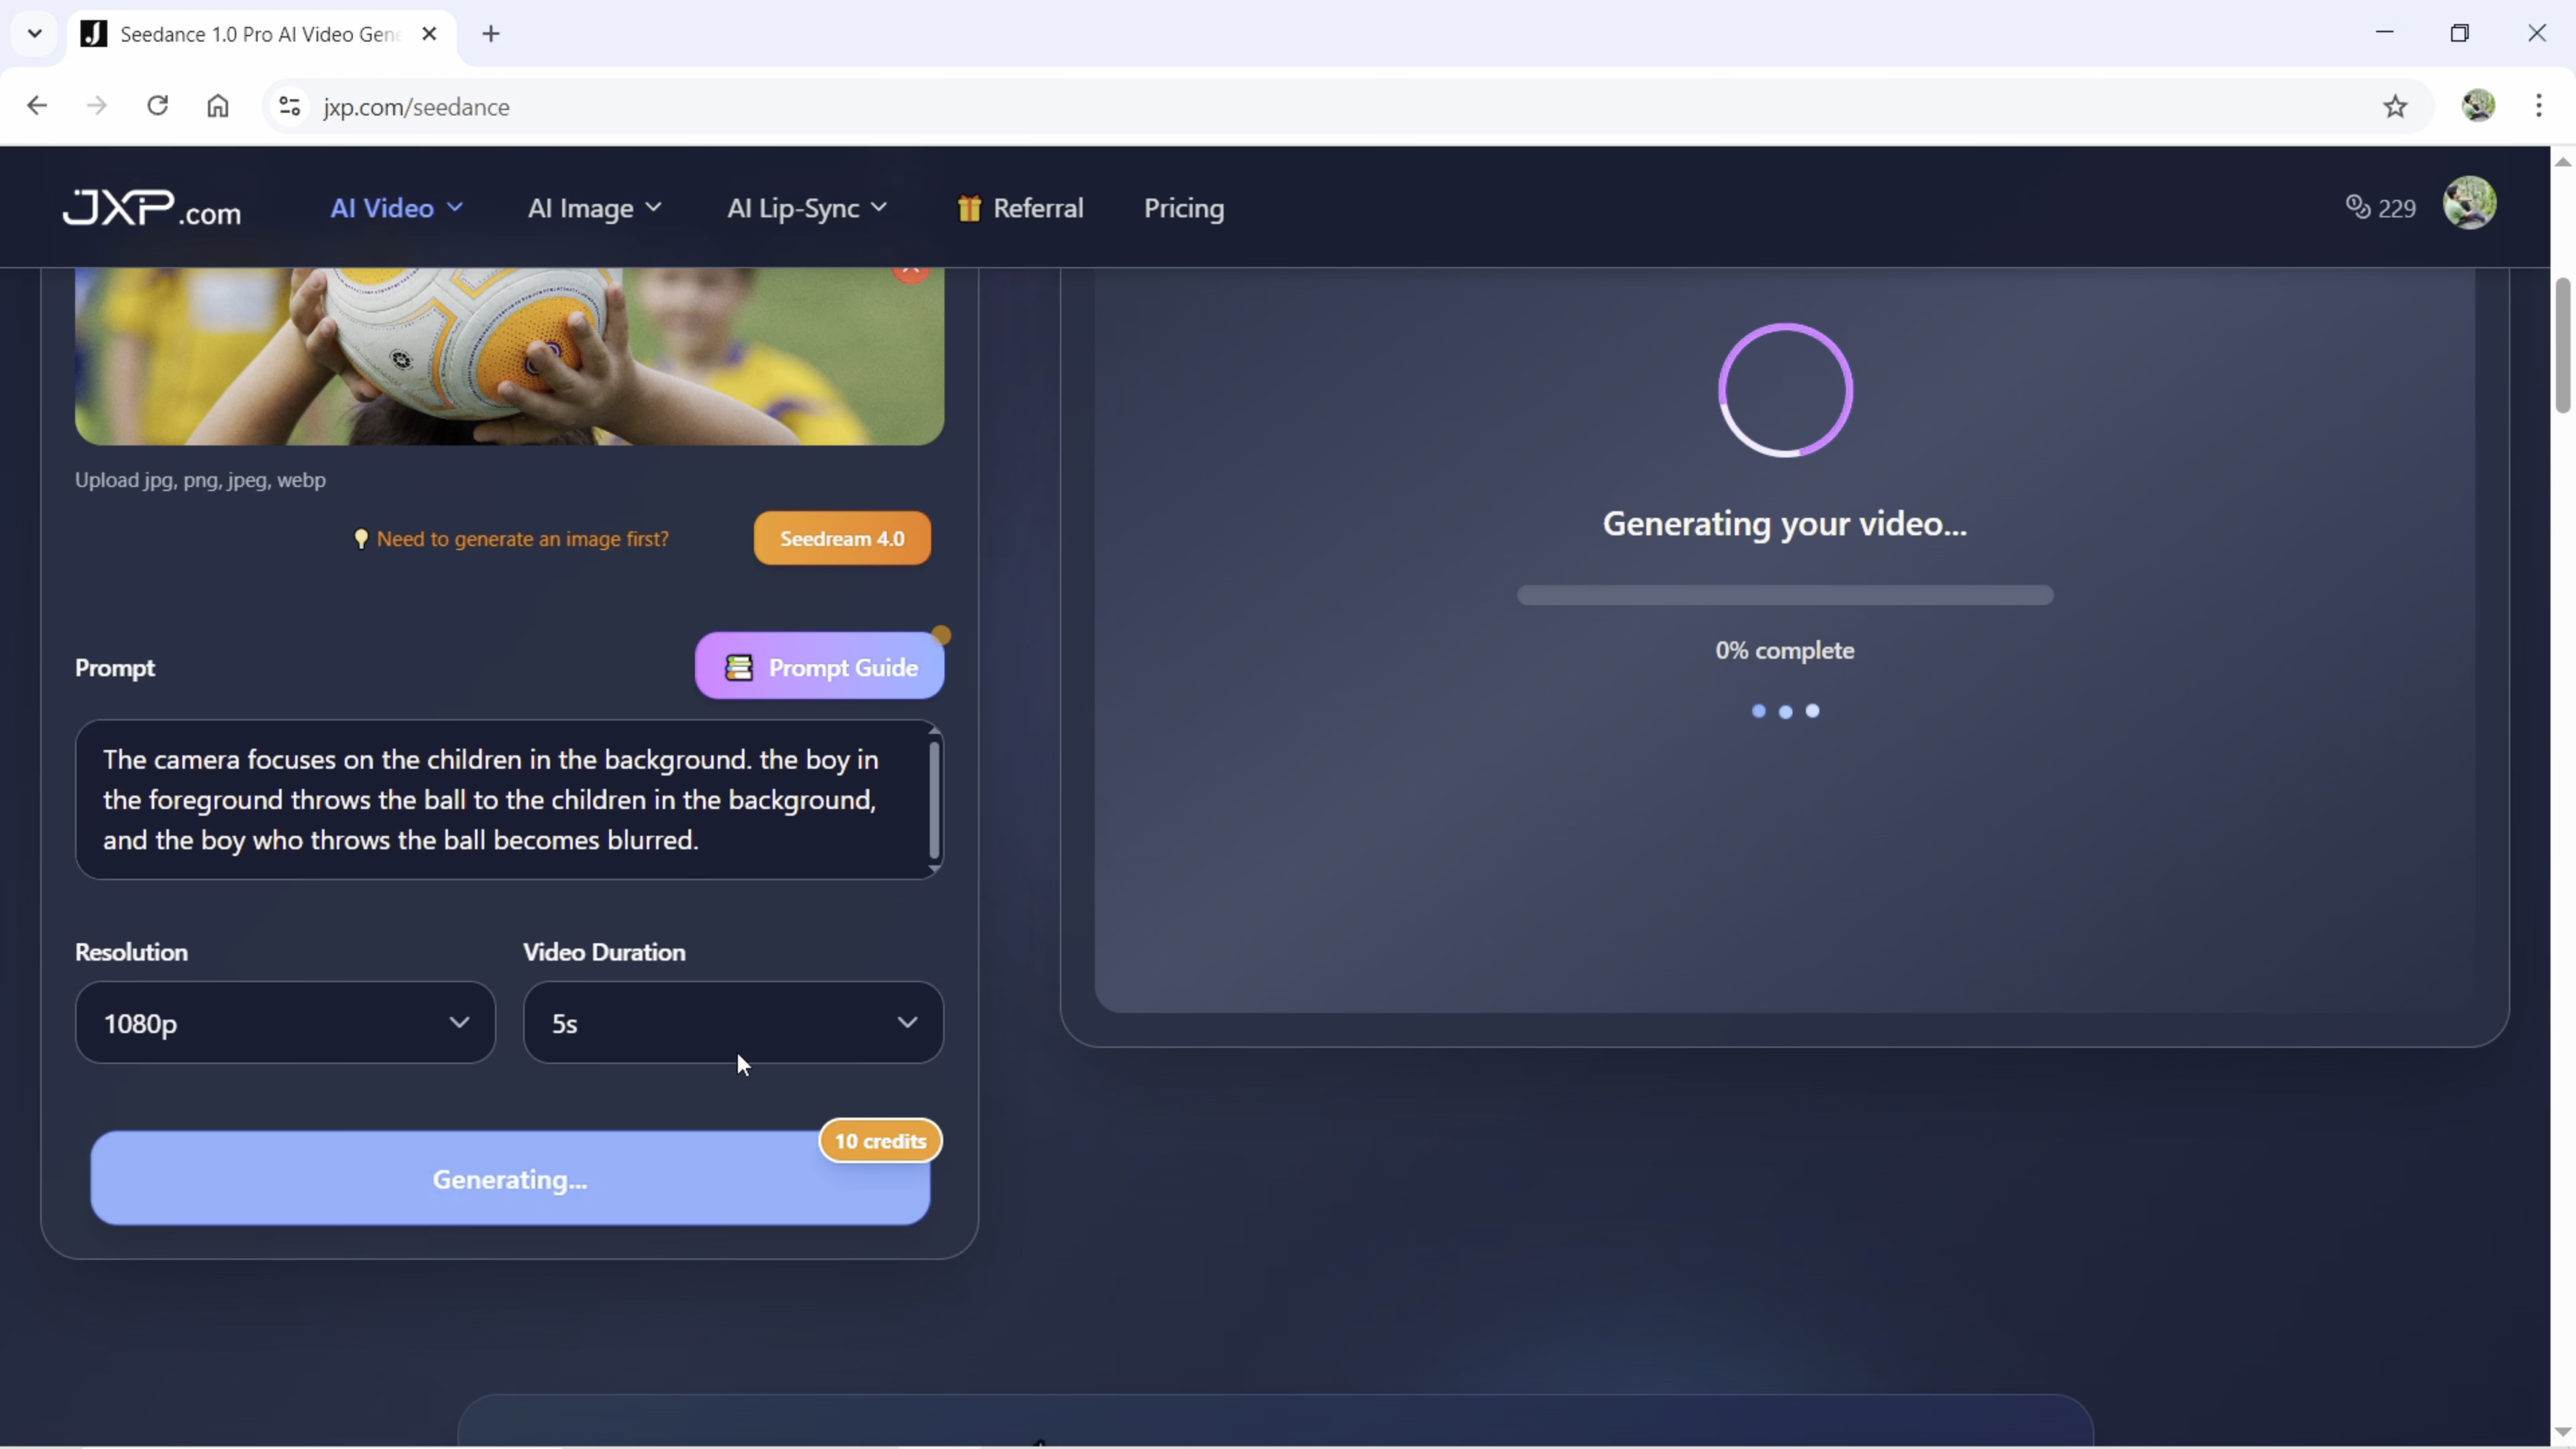 Seedance 1.0 Pro AI Video Gen
jxp.com/seedance
JXP.com
AI Video
AI Image
AI Lip-Sync
Referral
Pricing
229
Upload jpg, png, jpeg, webp
Need to generate an image first?
Seedream 4.0
Prompt
Prompt Guide
The camera focuses on the children in the background. the boy in
the foreground throws the ball to the children in the background,
and the boy who throws the ball becomes blurred.
Resolution
Video Duration
1080p
5s
10 credits
Generating...
Generating your video...
0% complete